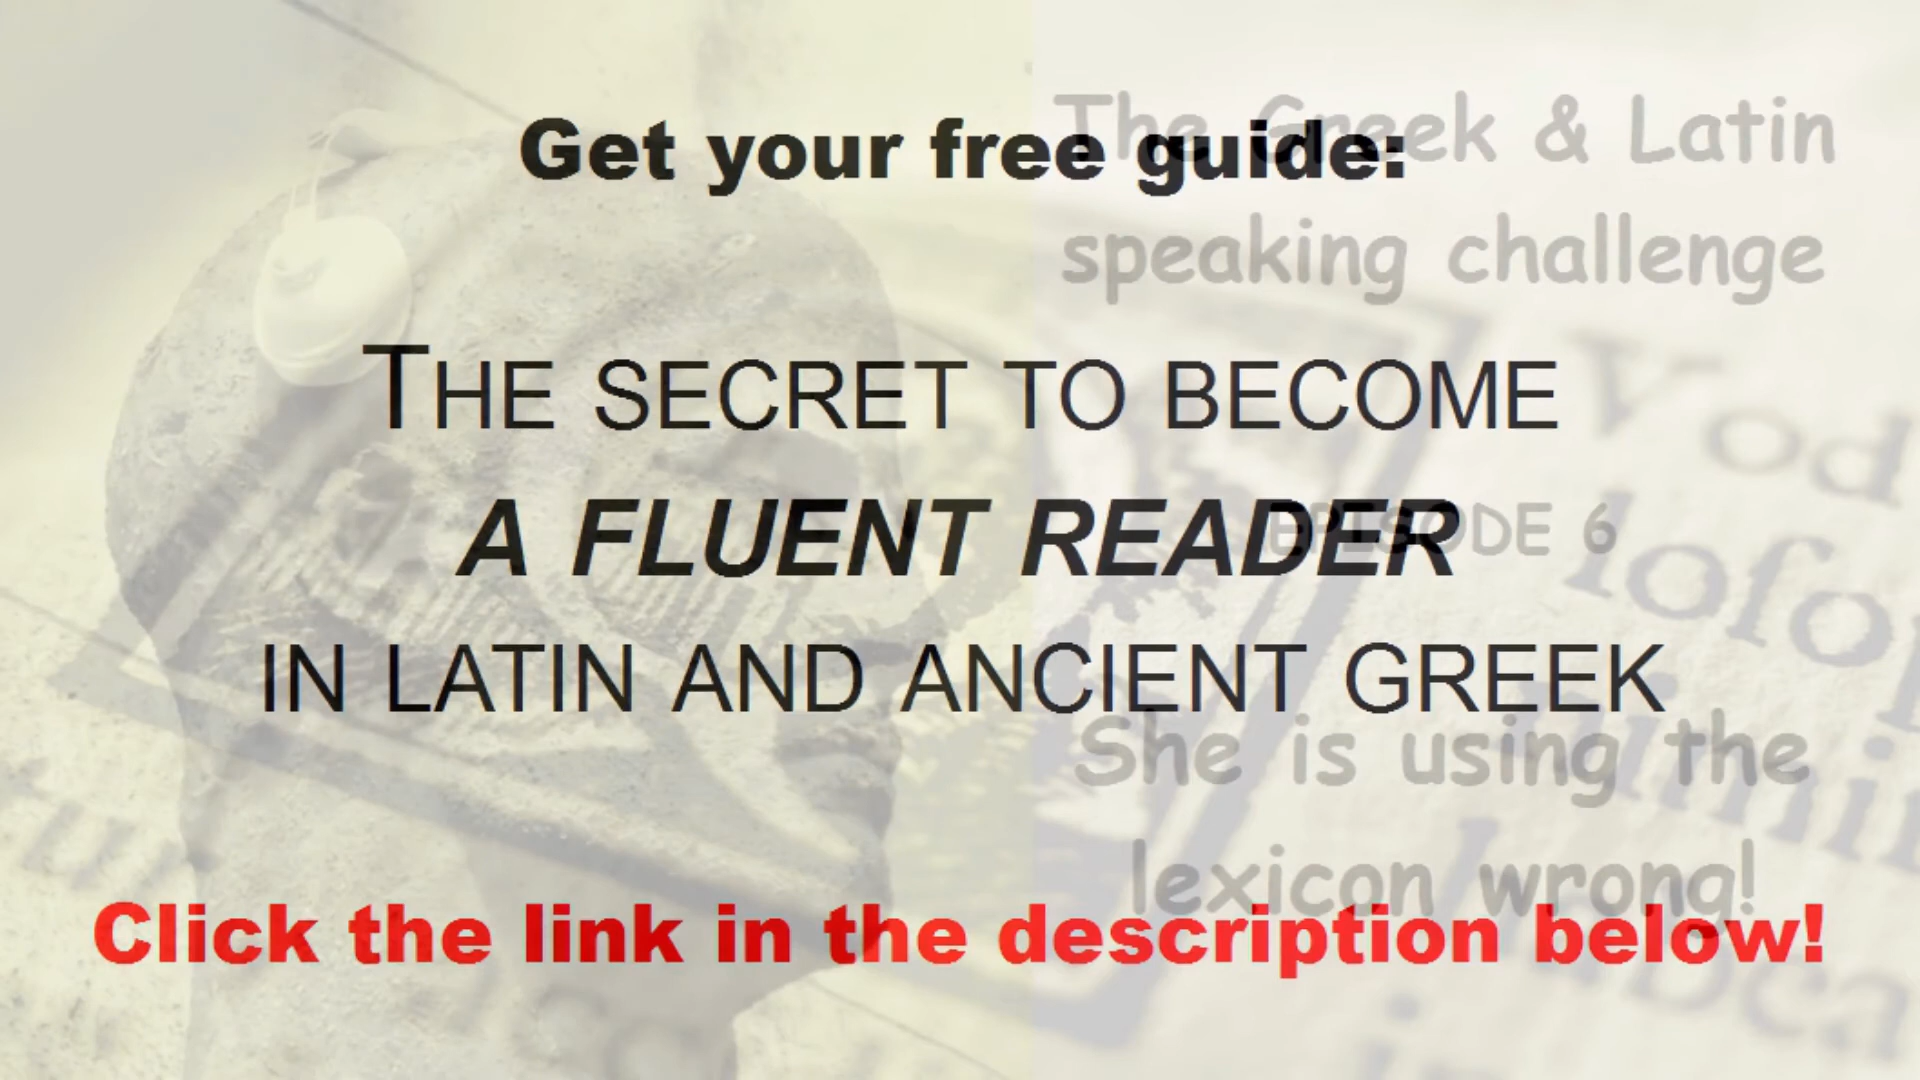 Get your free guide:
THE SECRET TO BECOME
A FLUENT READER
IN LATIN AND ANCIENT GREEK
Click the link in the description below!
The Greek & Latin
speaking challenge
EPISODE 6
She is using the
lexicon wrong!